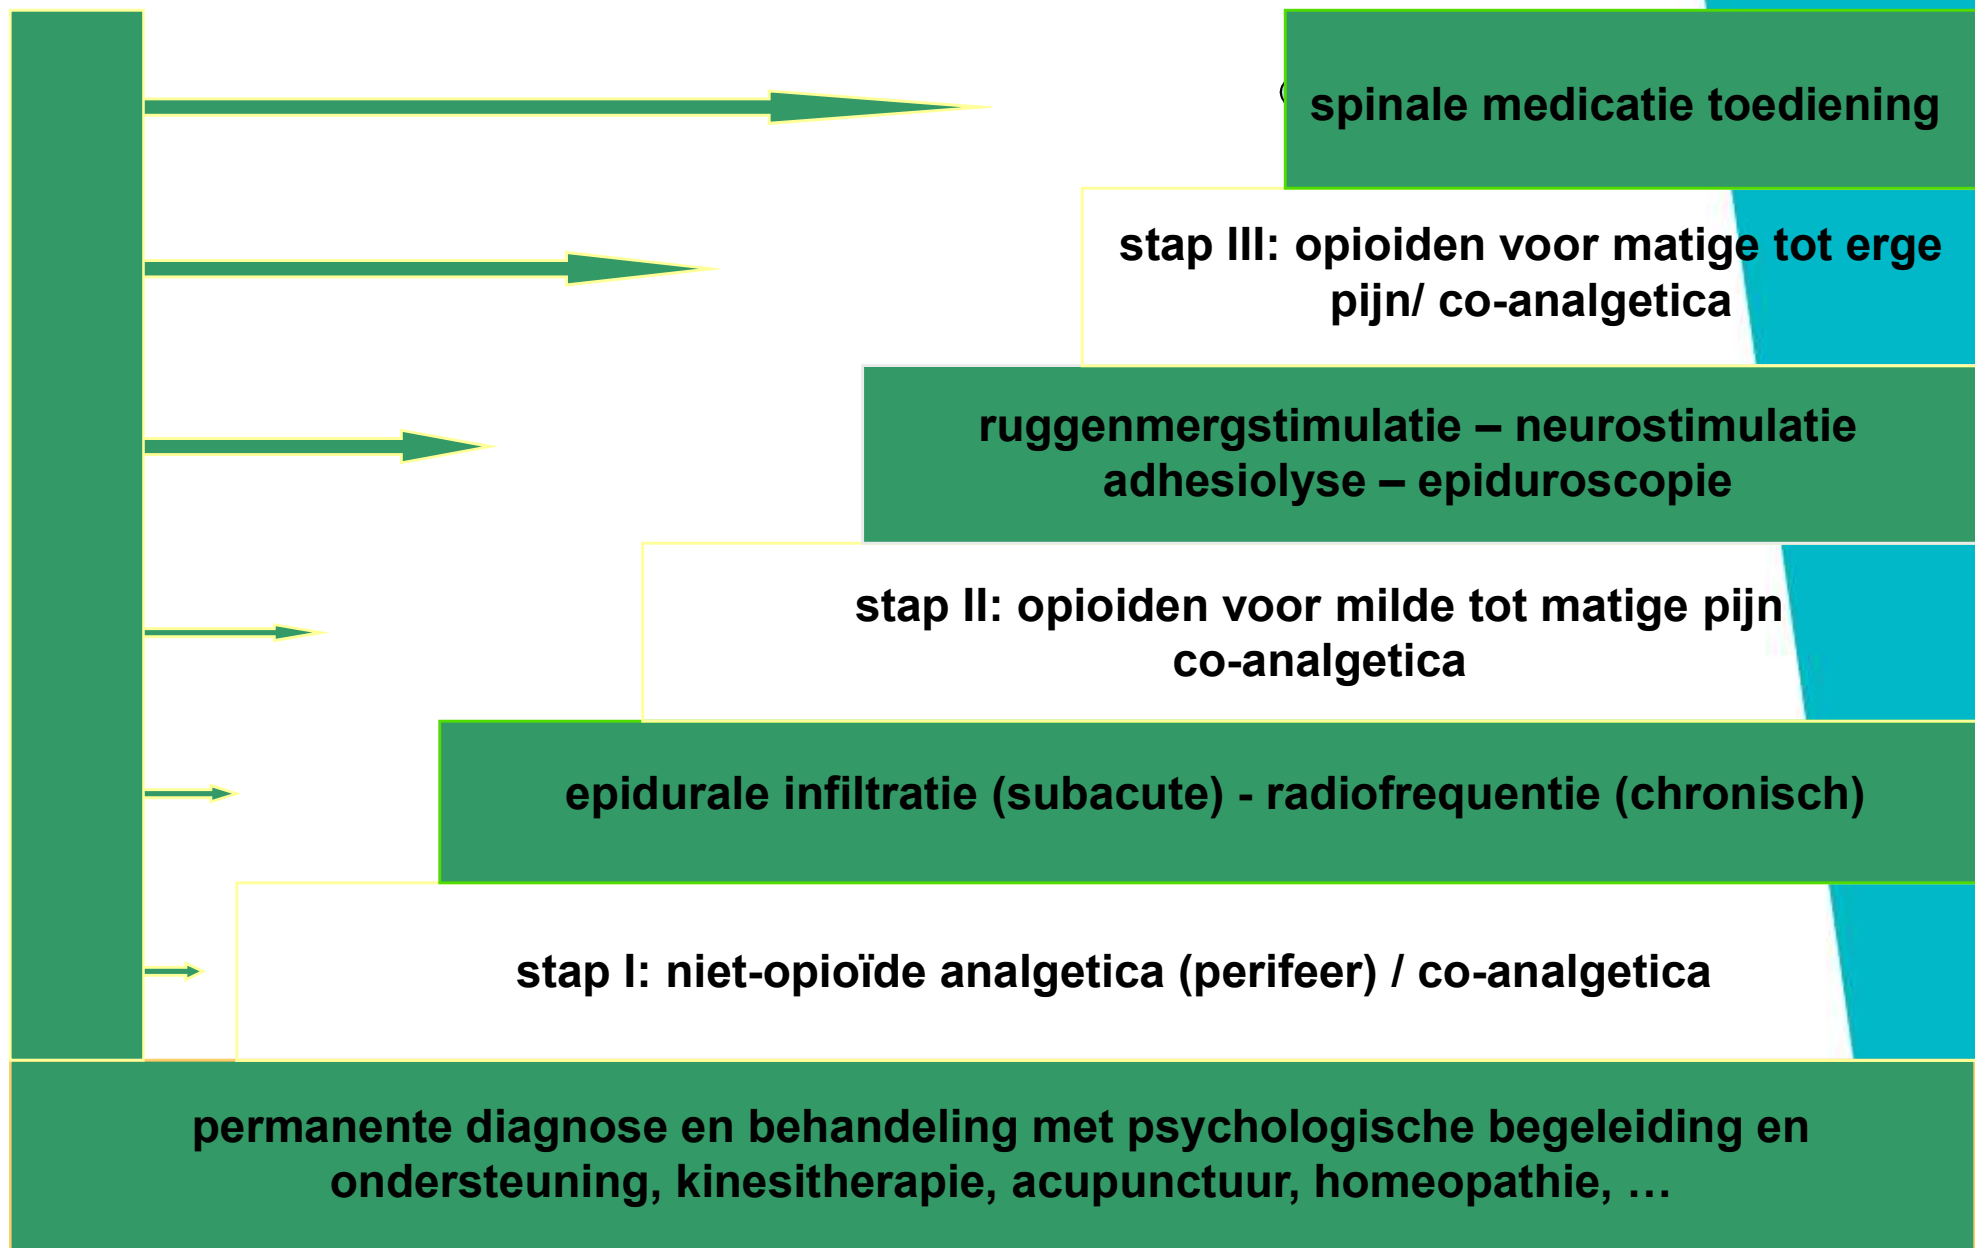 spinale medicatie toediening
stap III: opioiden voor matige tot erge
pijn/ co-analgetica
ruggenmergstimulatie – neurostimulatie
adhesiolyse – epiduroscopie
stap II: opioiden voor milde tot matige pijn
co-analgetica
epidurale infiltratie (subacute) - radiofrequentie (chronisch)
stap I: niet-opioïde analgetica (perifeer) / co-analgetica
permanente diagnose en behandeling met psychologische begeleiding en
ondersteuning, kinesitherapie, acupunctuur, homeopathie, …